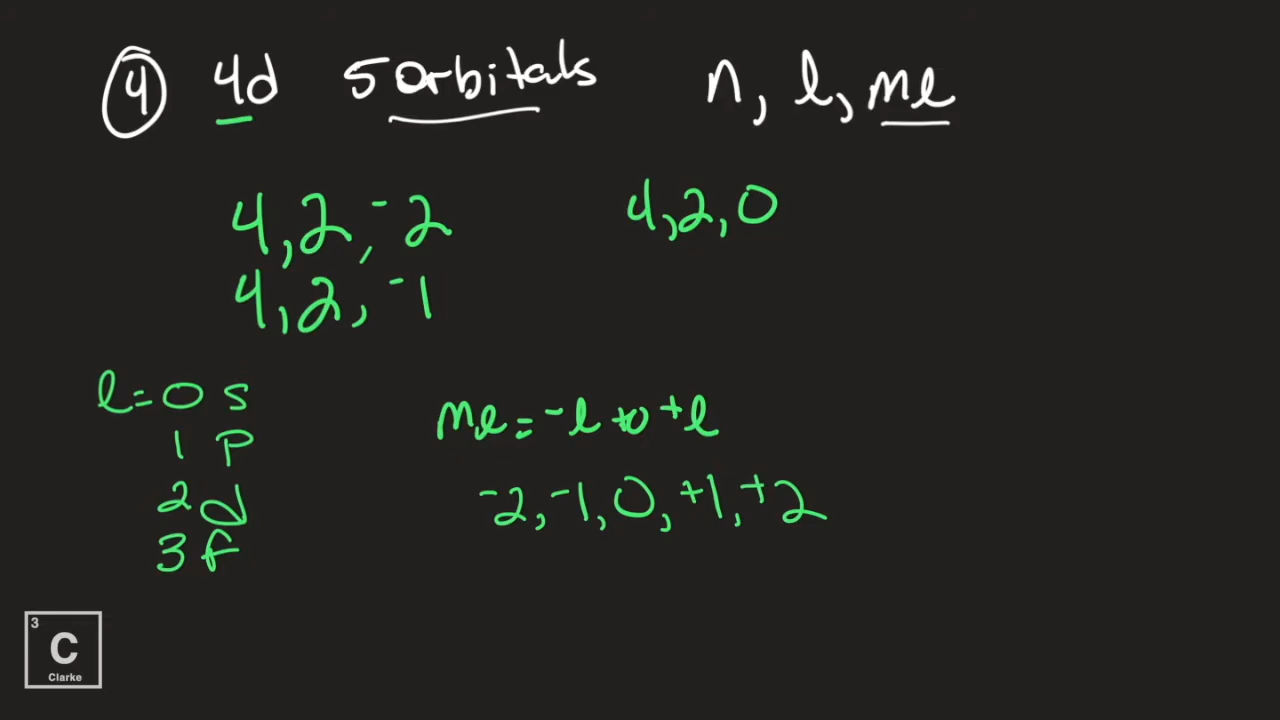 ④ 4d 5 orbitals n, l, ml
4,2,-2 4,2,0
4,2,-1
l=0 s
1 p
2 d
3 f
ml = -l to +l
-2,-1,0,+1,+2
3
C
Clarke